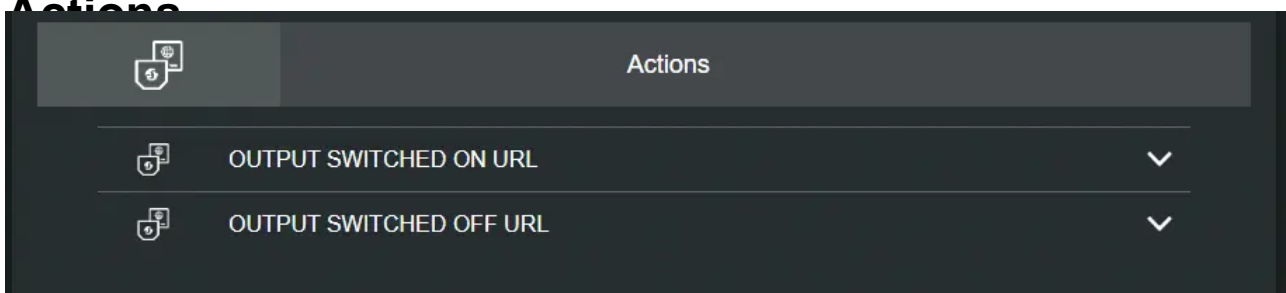 Actions
Actions
OUTPUT SWITCHED ON URL
OUTPUT SWITCHED OFF URL